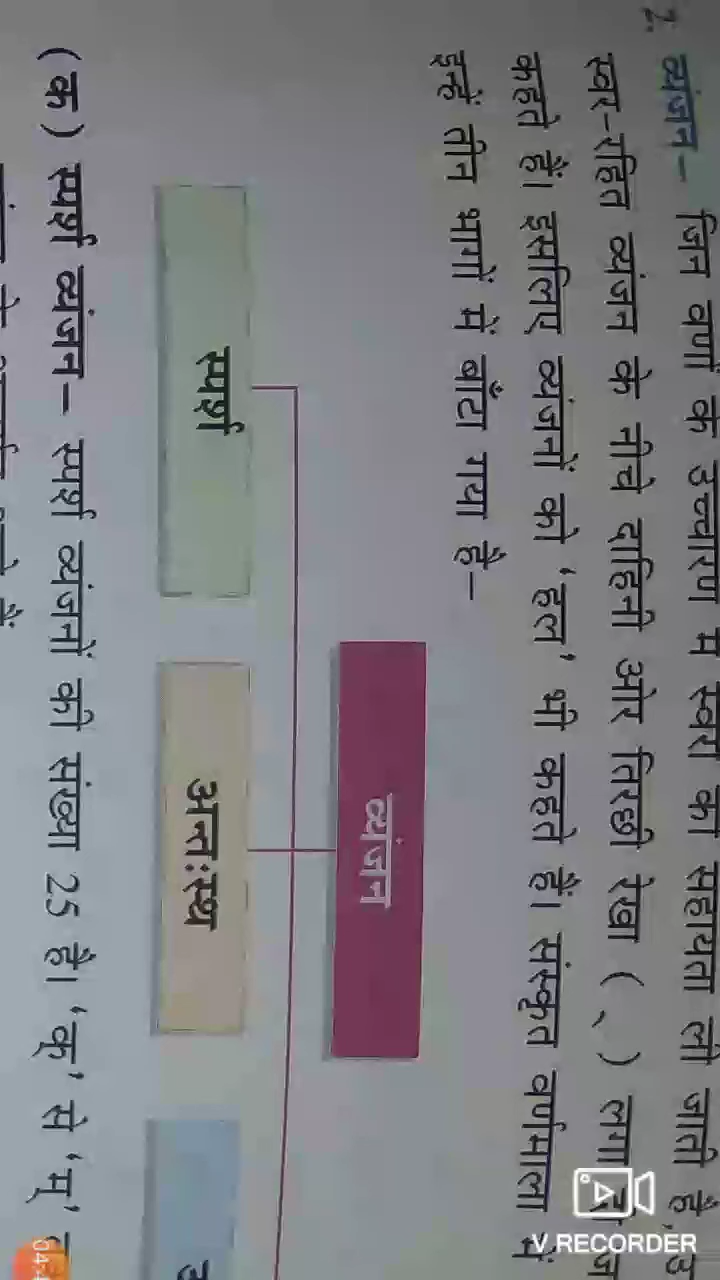 2. व्यंजन– जिन वर्णों के उच्चारण में स्वरों की सहायता ली जाती है,
स्वर-रहित व्यंजन के नीचे दाहिनी ओर तिरछी रेखा ( ् ) लगा
कहते हैं। इसलिए व्यंजनों को ‘हल’ भी कहते हैं। संस्कृत वर्णमाला में
इन्हें तीन भागों में बाँटा गया है–
व्यंजन
स्पर्श
अन्तःस्थ
(क) स्पर्श व्यंजन– स्पर्श व्यंजनों की संख्या 25 है। ‘क्’ से ‘म्’
V RECORDER